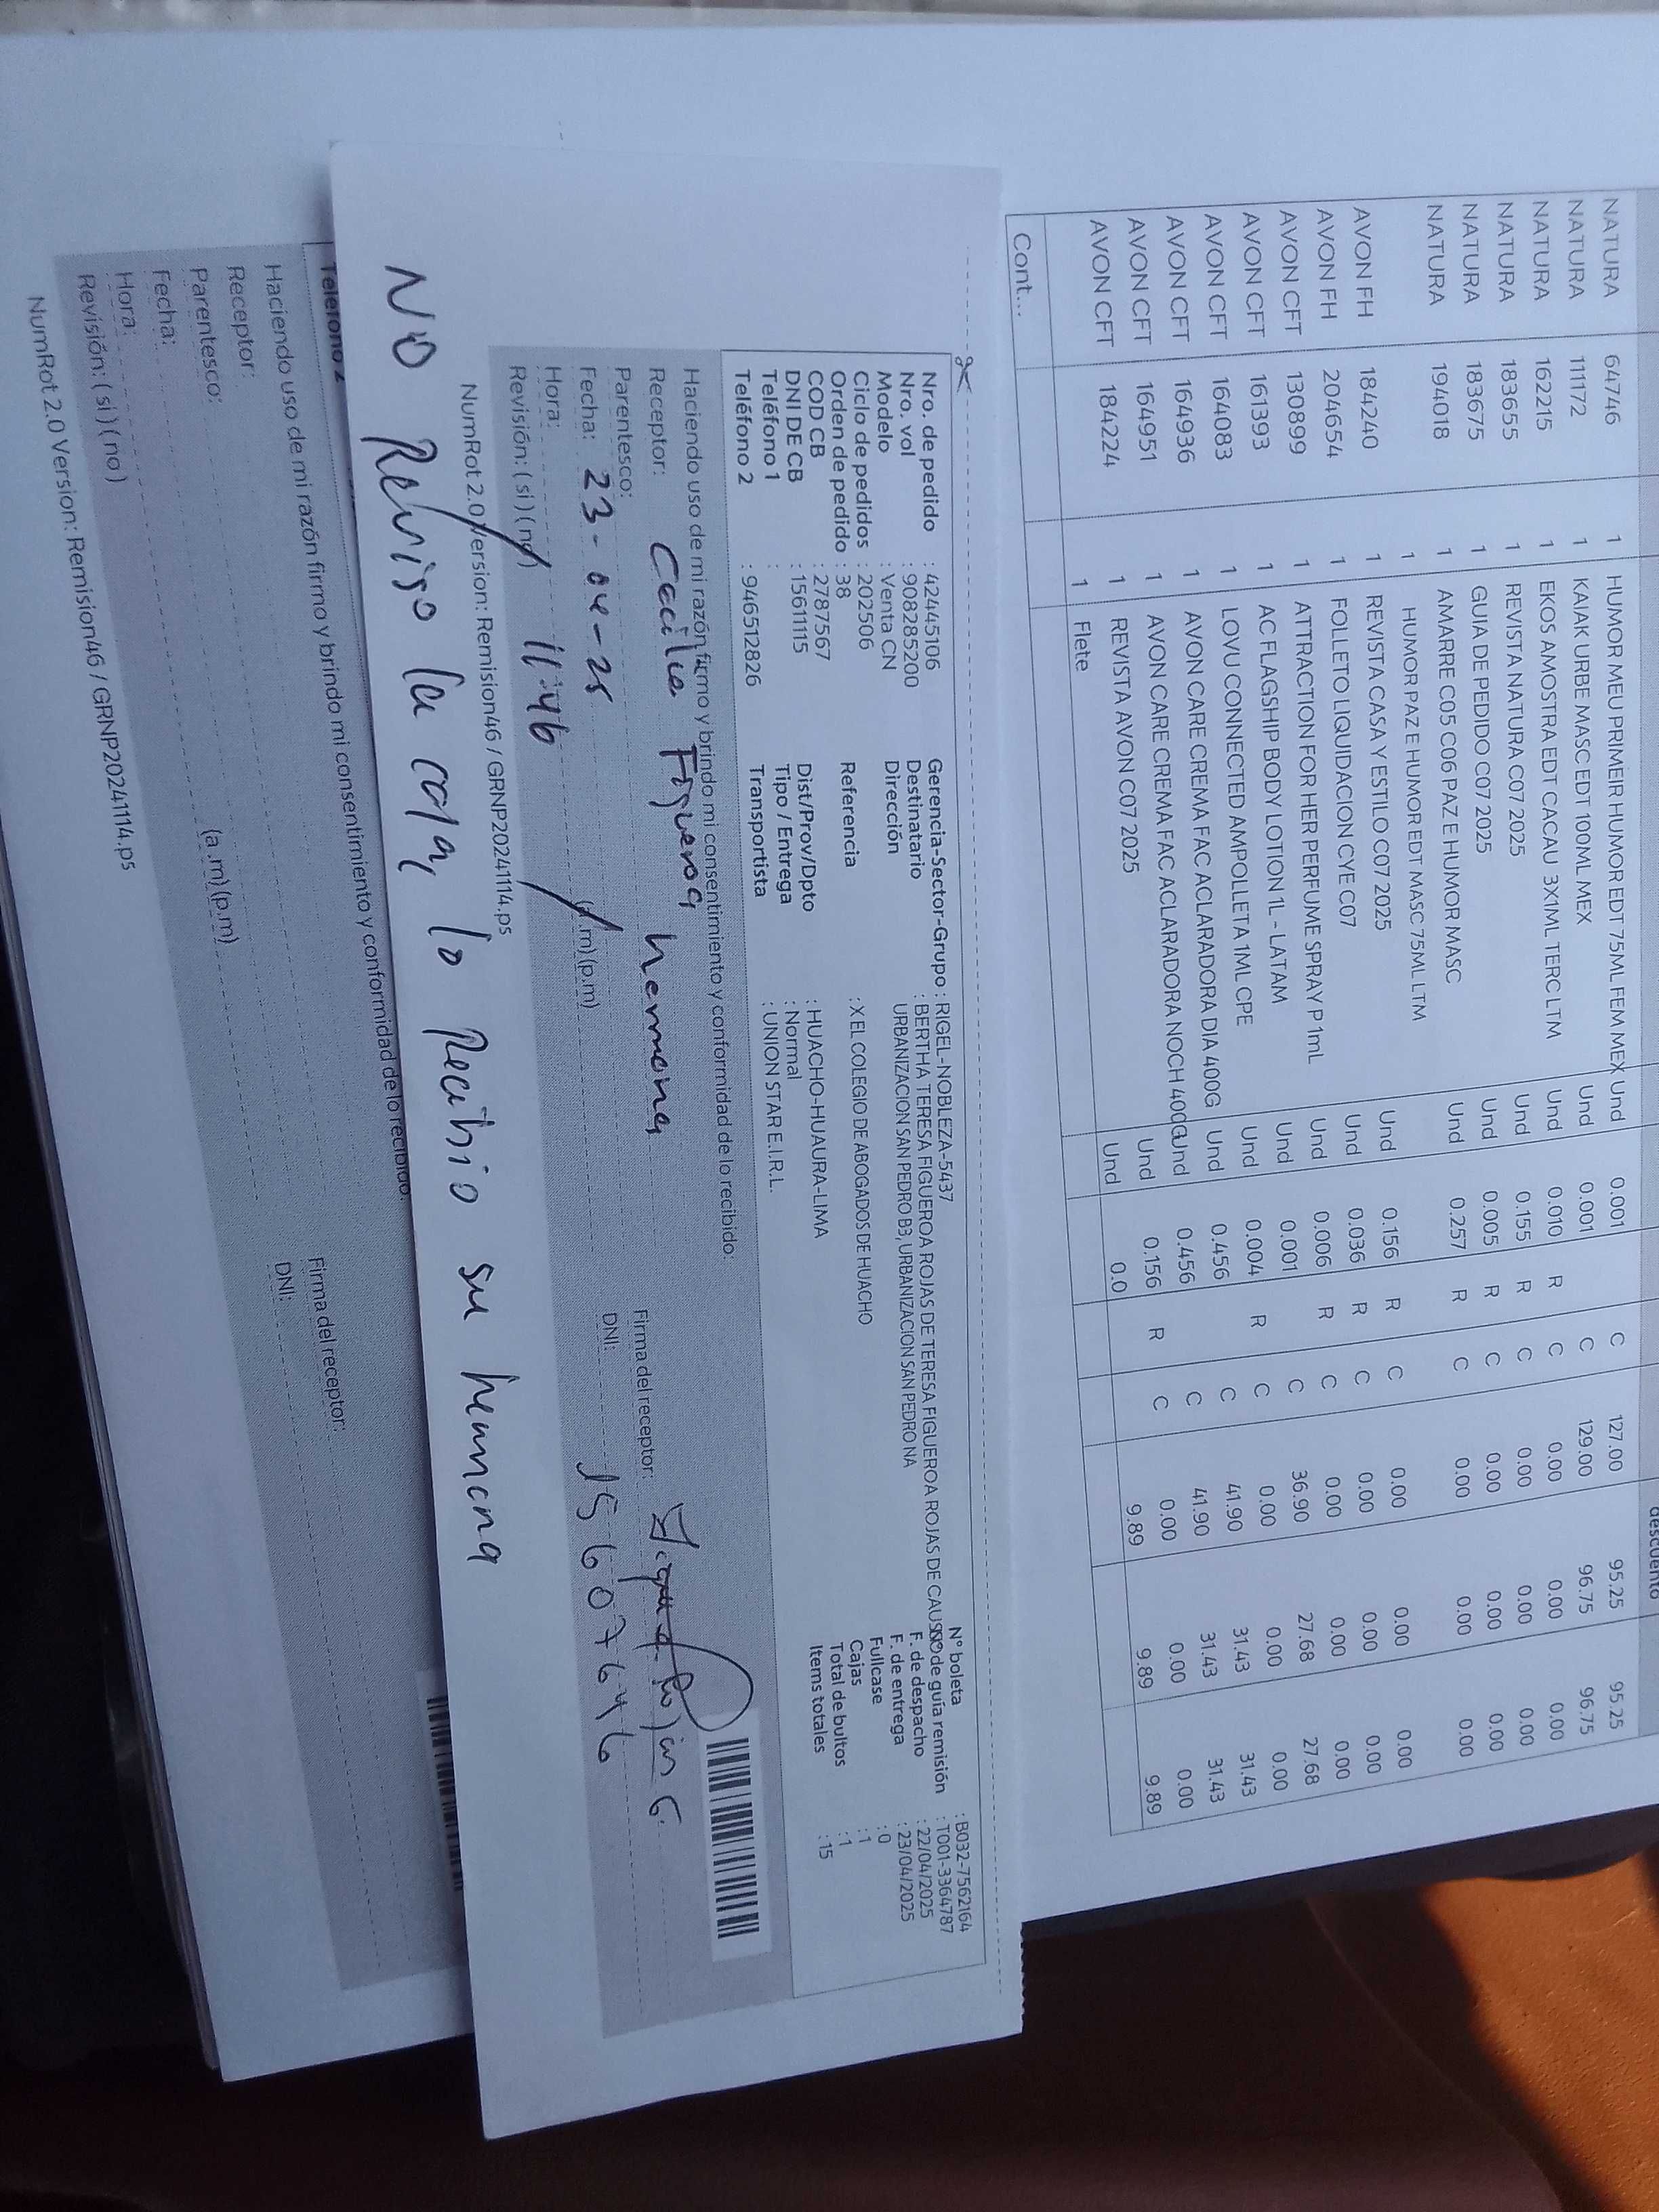 descuento
NATURA 64746 1 HUMOR MEU PRIMEIR HUMOR EDT 75ML FEM MEX Und 0.001 C 127.00 95.25 95.25
NATURA 111172 1 KAIAK URBE MASC EDT 100ML MEX Und 0.001 C 129.00 96.75 96.75
NATURA 162215 1 EKOS AMOSTRA EDT CACAU 3X1ML TERC LTM Und 0.010 R C 0.00 0.00 0.00
NATURA 183655 1 REVISTA NATURA C07 2025 Und 0.155 R C 0.00 0.00 0.00
NATURA 183675 1 GUIA DE PEDIDO C07 2025 Und 0.005 R C 0.00 0.00 0.00
NATURA 194018 1 AMARRE C05 C06 PAZ E HUMOR MASC Und 0.257 R C 0.00 0.00 0.00
1 HUMOR PAZ E HUMOR EDT MASC 75ML LTM
AVON FH 184240 1 REVISTA CASA Y ESTILO C07 2025 Und 0.156 R C 0.00 0.00 0.00
AVON FH 204654 1 FOLLETO LIQUIDACION CYE C07 Und 0.036 R C 0.00 0.00 0.00
AVON CFT 130899 1 ATTRACTION FOR HER PERFUME SPRAY P 1mL Und 0.006 R C 0.00 0.00 0.00
AVON CFT 161393 1 AC FLAGSHIP BODY LOTION 1L - LATAM Und 0.001 C 36.90 27.68 27.68
AVON CFT 164083 1 LOVU CONNECTED AMPOLLETA 1ML CPE Und 0.004 R C 0.00 0.00 0.00
AVON CFT 164936 1 AVON CARE CREMA FAC ACLARADORA DIA 400G Und 0.456 C 41.90 31.43 31.43
AVON CFT 164951 1 AVON CARE CREMA FAC ACLARADORA NOCH 400G Und 0.456 C 41.90 31.43 31.43
AVON CFT 184224 1 REVISTA AVON C07 2025 Und 0.156 R C 0.00 0.00 0.00
1 Flete Und 0.0 9.89 9.89 9.89
Cont...
Nro. de pedido : 42445106 Gerencia-Sector-Grupo : RIGEL-NOBLEZA-5437 N° boleta : B032-7562164
Nro. vol : 908285200 Destinatario : BERTHA TERESA FIGUEROA ROJAS DE TERESA FIGUEROA ROJAS DE CAUSSO N° de guía remisión : T001-3364787
Modelo : Venta CN Dirección URBANIZACION SAN PEDRO B3, URBANIZACION SAN PEDRO NA F. de despacho : 22/04/2025
Ciclo de pedidos : 202506 F. de entrega : 23/04/2025
Orden de pedido : 38 Referencia : X EL COLEGIO DE ABOGADOS DE HUACHO Fullcase : 0
COD CB : 2787567 Dist/Prov/Dpto : HUACHO-HUAURA-LIMA Cajas : 1
DNI DE CB : 15611115 Tipo / Entrega : Normal Total de bultos : 1
Teléfono 1 : Transportista : UNION STAR E.I.R.L. Items totales : 15
Teléfono 2 : 946512826
Haciendo uso de mi razón firmo y brindo mi consentimiento y conformidad de lo recibido:
Receptor: Cecilia Figueroa hermana Firma del receptor:
Parentesco: DNI: 15607646
Fecha: 23-04-25
Hora: 11:46 (a.m)(p.m)
Revisión: ( si ) ( no )
NumRot 2.0 Version: Remision46 / GRNP20241114.ps
NO Reviso la caja, lo Recibio su hermana
Telefono 2
Haciendo uso de mi razón firmo y brindo mi consentimiento y conformidad de lo recibido:
Receptor: Firma del receptor:
Parentesco: DNI:
Fecha:
Hora: (a.m)(p.m)
Revisión: ( si ) ( no )
NumRot 2.0 Version: Remision46 / GRNP20241114.ps